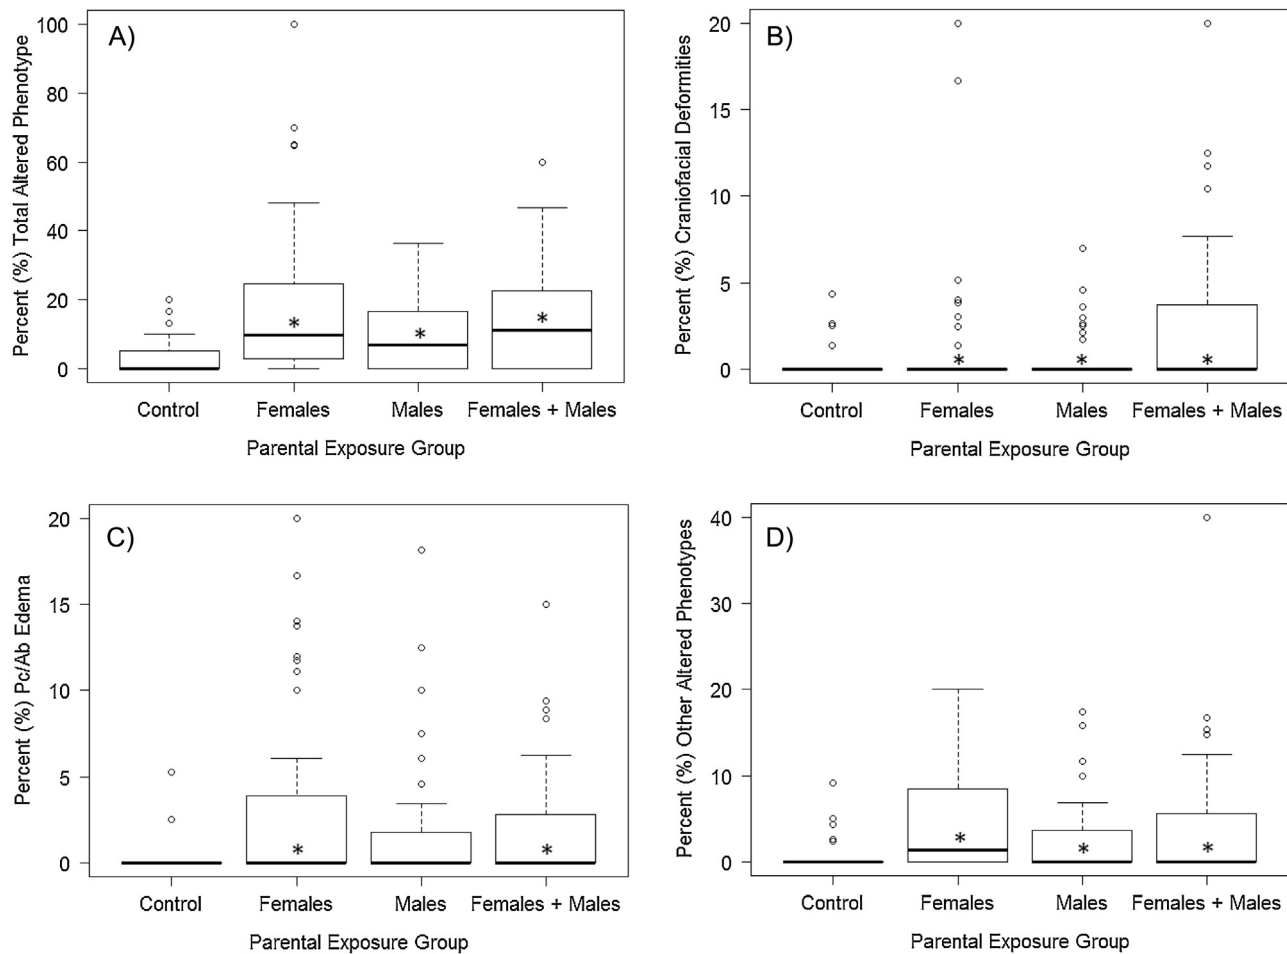 A)
Percent (%) Total Altered Phenotype
100
80
60
40
20
0
*
*
*
Control
Females
Males
Females + Males
Parental Exposure Group
B)
Percent (%) Craniofacial Deformities
20
15
10
5
0
*
*
*
Control
Females
Males
Females + Males
Parental Exposure Group
C)
Percent (%) Pc/Ab Edema
20
15
10
5
0
*
*
Control
Females
Males
Females + Males
Parental Exposure Group
D)
Percent (%) Other Altered Phenotypes
40
30
20
10
0
*
*
*
Control
Females
Males
Females + Males
Parental Exposure Group